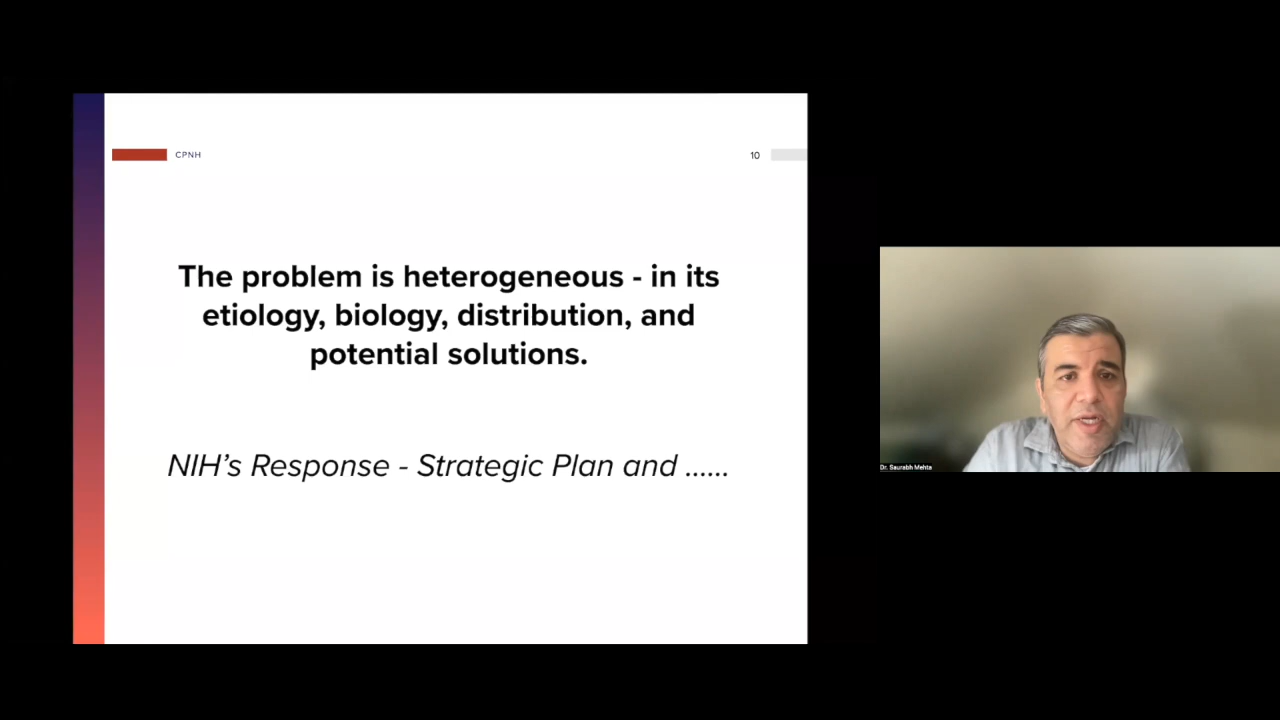 CPNH
10
The problem is heterogeneous - in its
etiology, biology, distribution, and
potential solutions.
NIH’s Response - Strategic Plan and ......
Dr. Saurabh Mehta